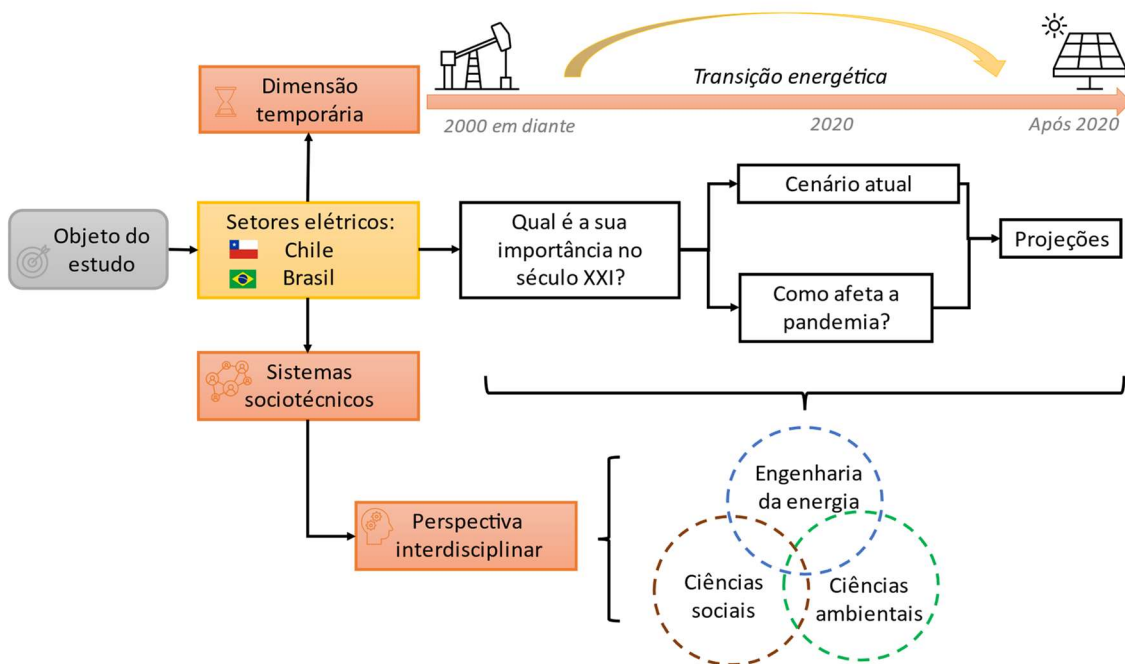 Transição energética
2000 em diante
2020
Após 2020
Dimensão
temporária
Objeto do
estudo
Setores elétricos:
Chile
Brasil
Qual é a sua
importância no
século XXI?
Cenário atual
Como afeta a
pandemia?
Projeções
Sistemas
sociotécnicos
Perspectiva
interdisciplinar
Engenharia
da energia
Ciências
sociais
Ciências
ambientais